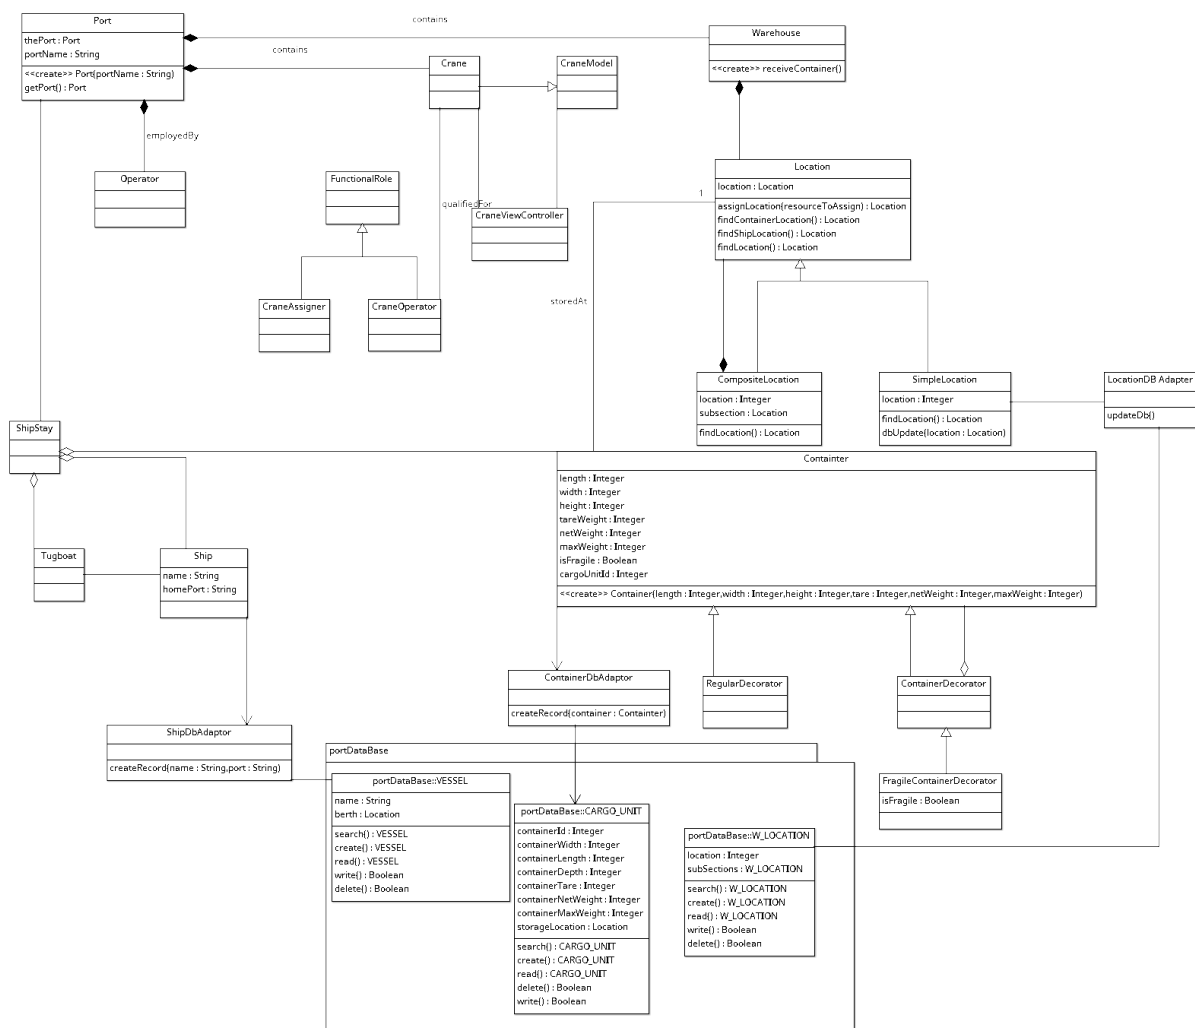 Port
thePort : Port
portName : String
<<create>> Port(portName : String)
getPort() : Port
contains
contains
Warehouse
<<create>> receiveContainer()
Crane
CraneModel
employedBy
Operator
FunctionalRole
qualifiedFor
CraneViewController
1
Location
location : Location
assignLocation(resourceToAssign) : Location
findContainerLocation() : Location
findShipLocation() : Location
findLocation() : Location
CraneAssigner
CraneOperator
storedAt
CompositeLocation
location : Integer
subsection : Location
findLocation() : Location
SimpleLocation
location : Integer
findLocation() : Location
dbUpdate(location : Location)
LocationDB Adapter
updateDb()
ShipStay
Containter
length : Integer
width : Integer
height : Integer
tareWeight : Integer
netWeight : Integer
maxWeight : Integer
isFragile : Boolean
cargoUnitId : Integer
<<create>> Container(length : Integer,width : Integer,height : Integer,tare : Integer,netWeight : Integer,maxWeight : Integer)
Tugboat
Ship
name : String
homePort : String
ContainerDbAdaptor
createRecord(container : Containter)
RegularDecorator
ContainerDecorator
ShipDbAdaptor
createRecord(name : String,port : String)
FragileContainerDecorator
isFragile : Boolean
portDataBase
portDataBase::VESSEL
name : String
berth : Location
search() : VESSEL
create() : VESSEL
read() : VESSEL
write() : Boolean
delete() : Boolean
portDataBase::CARGO_UNIT
containerId : Integer
containerWidth : Integer
containerLength : Integer
containerDepth : Integer
containerTare : Integer
containerNetWeight : Integer
containerMaxWeight : Integer
storageLocation : Location
search() : CARGO_UNIT
create() : CARGO_UNIT
read() : CARGO_UNIT
delete() : Boolean
write() : Boolean
portDataBase::W_LOCATION
location : Integer
subSections : W_LOCATION
search() : W_LOCATION
create() : W_LOCATION
read() : W_LOCATION
write() : Boolean
delete() : Boolean